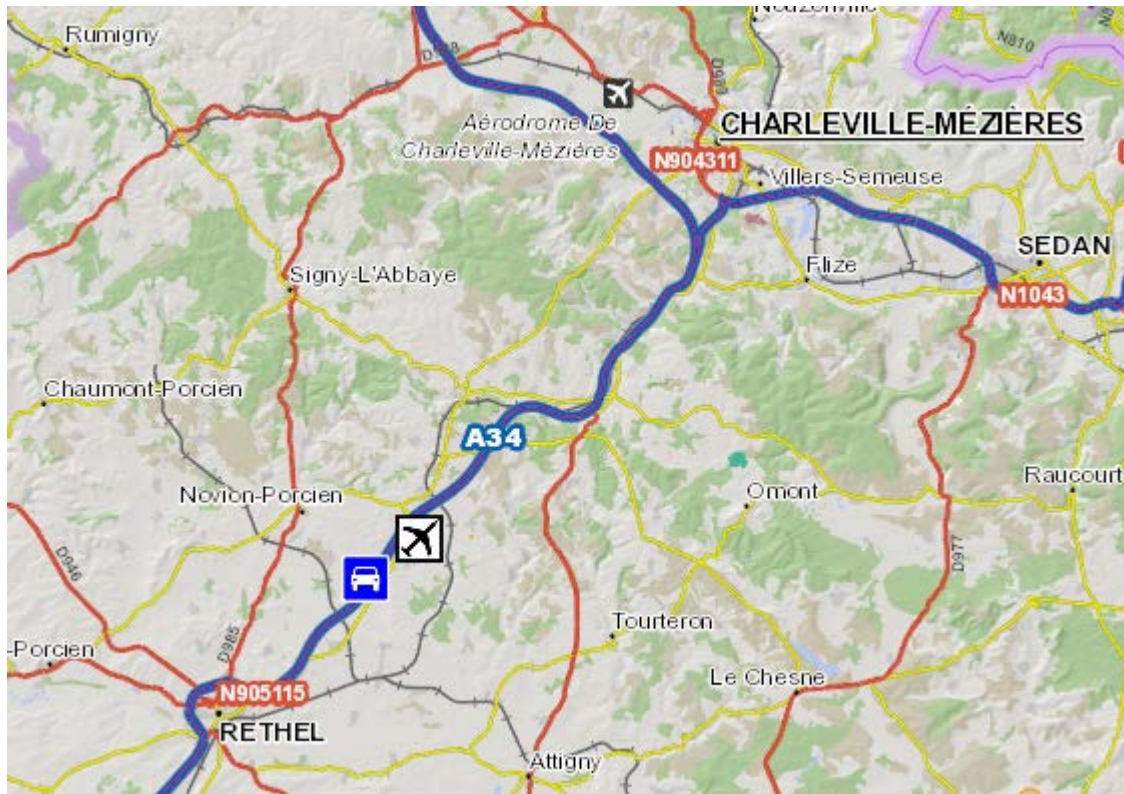 Rumigny
N810
D989
Aérodrome De
Charleville-Mézières
CHARLEVILLE-MÉZIÈRES
N904311
Villers-Semeuse
SEDAN
Flize
Signy-L'Abbaye
N1043
Chaumont-Porcien
A34
Raucourt
Novion-Porcien
Omont
D946
D977
Tourteron
D985
-Porcien
Le Chesne
N905115
RETHEL
Attigny